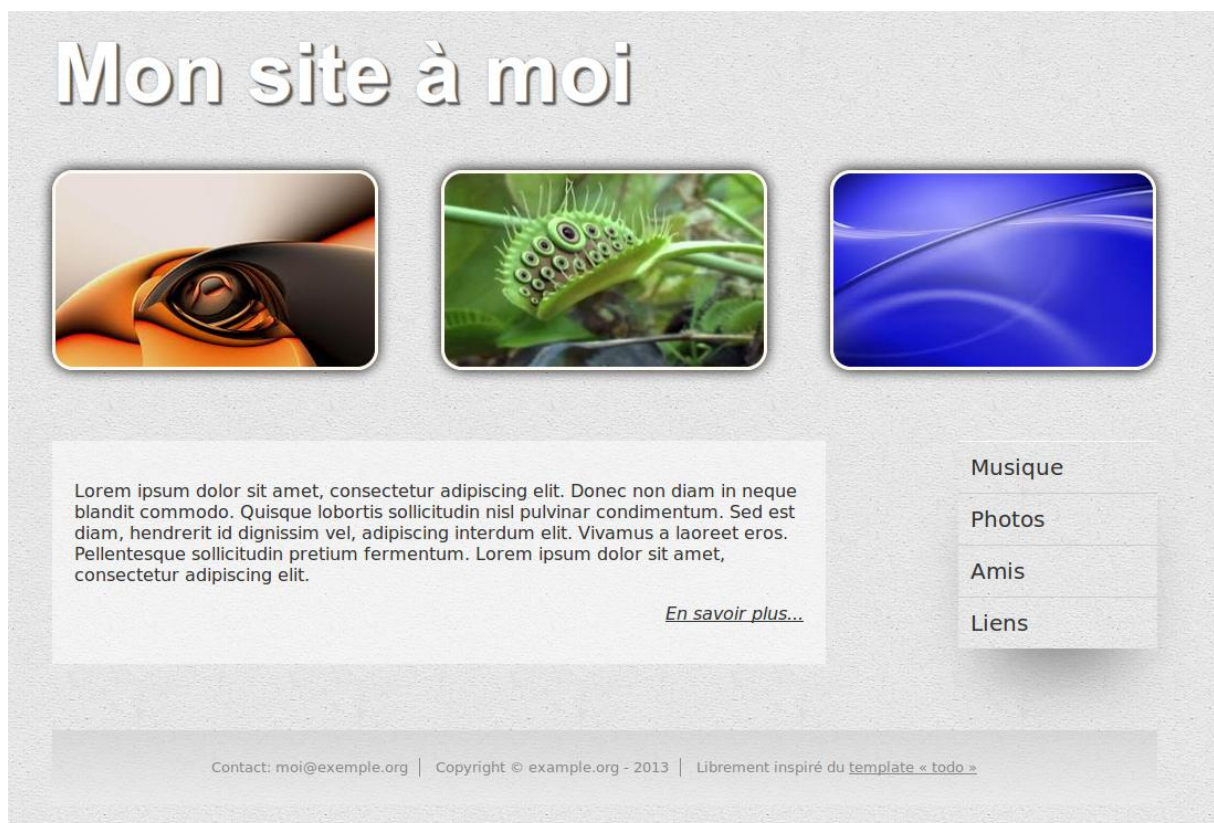 Mon site à moi
Lorem ipsum dolor sit amet, consectetur adipiscing elit. Donec non diam in neque
blandit commodo. Quisque lobortis sollicitudin nisl pulvinar condimentum. Sed est
diam, hendrerit id dignissim vel, adipiscing interdum elit. Vivamus a laoreet eros.
Pellentesque sollicitudin pretium fermentum. Lorem ipsum dolor sit amet,
consectetur adipiscing elit.
En savoir plus...
Musique
Photos
Amis
Liens
Contact: moi@exemple.org | Copyright © example.org - 2013 | Librement inspiré du template « todo »